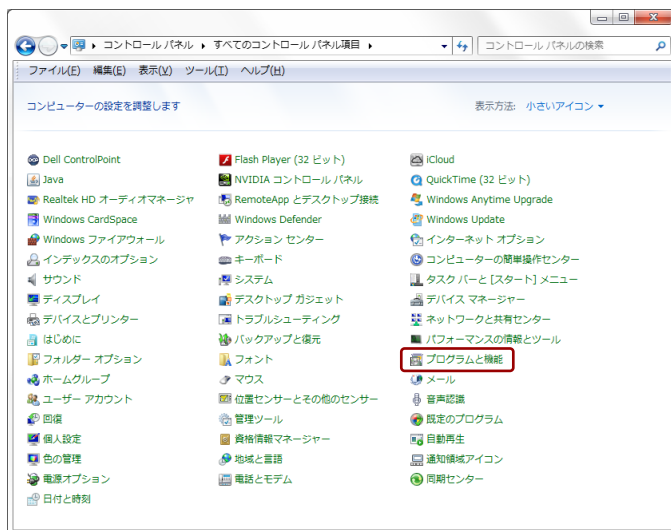 コントロール パネル ▸ すべてのコントロール パネル項目 ▸ コントロール パネルの検索
ファイル(F) 編集(E) 表示(V) ツール(T) ヘルプ(H)
コンピューターの設定を調整します 表示方法: 小さいアイコン
Dell ControlPoint Flash Player (32 ビット) iCloud
Java NVIDIA コントロール パネル QuickTime (32 ビット)
Realtek HD オーディオマネージャ RemoteApp とデスクトップ接続 Windows Anytime Upgrade
Windows CardSpace Windows Defender Windows Update
Windows ファイアウォール アクション センター インターネット オプション
インデックスのオプション キーボード コンピューターの簡単操作センター
サウンド システム タスク バーと [スタート] メニュー
ディスプレイ デスクトップ ガジェット デバイス マネージャー
デバイスとプリンター トラブルシューティング ネットワークと共有センター
はじめに バックアップと復元 パフォーマンスの情報とツール
フォルダー オプション フォント プログラムと機能
ホームグループ マウス メール
ユーザー アカウント 位置センサーとその他のセンサー 音声認識
回復 管理ツール 既定のプログラム
個人設定 資格情報マネージャー 自動再生
色の管理 地域と言語 通知領域アイコン
電源オプション 電話とモデム 同期センター
日付と時刻